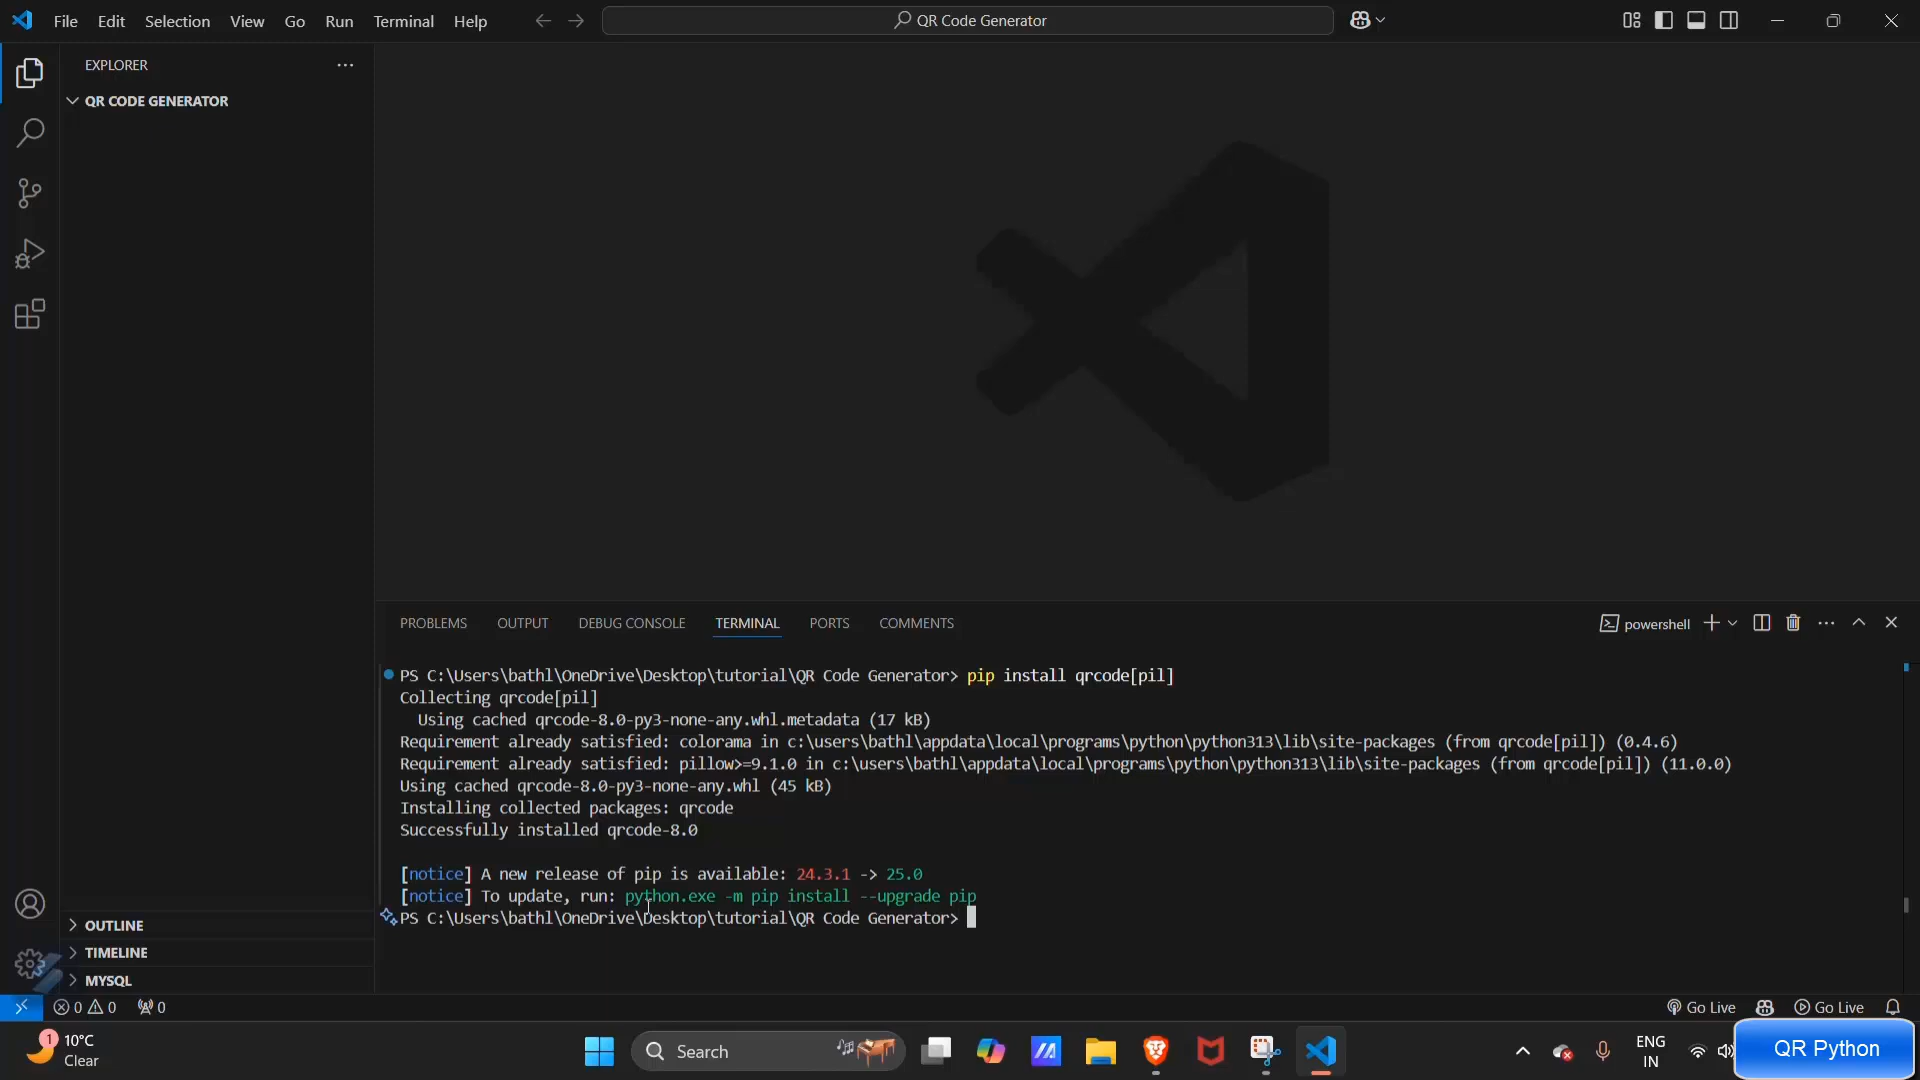 File Edit Selection View Go Run Terminal Help
QR Code Generator
EXPLORER
QR CODE GENERATOR
PROBLEMS OUTPUT DEBUG CONSOLE TERMINAL PORTS COMMENTS
powershell
PS C:\Users\bathl\OneDrive\Desktop\tutorial\QR Code Generator> pip install qrcode[pil]
Collecting qrcode[pil]
Using cached qrcode-8.0-py3-none-any.whl.metadata (17 kB)
Requirement already satisfied: colorama in c:\users\bathl\appdata\local\programs\python\python313\lib\site-packages (from qrcode[pil]) (0.4.6)
Requirement already satisfied: pillow>=9.1.0 in c:\users\bathl\appdata\local\programs\python\python313\lib\site-packages (from qrcode[pil]) (11.0.0)
Using cached qrcode-8.0-py3-none-any.whl (45 kB)
Installing collected packages: qrcode
Successfully installed qrcode-8.0
[notice] A new release of pip is available: 24.3.1 -> 25.0
[notice] To update, run: python.exe -m pip install --upgrade pip
PS C:\Users\bathl\OneDrive\Desktop\tutorial\QR Code Generator>
OUTLINE
TIMELINE
MYSQL
0 0 0
Go Live Go Live
1
10°C
Clear
Search
ENG
IN
QR Python